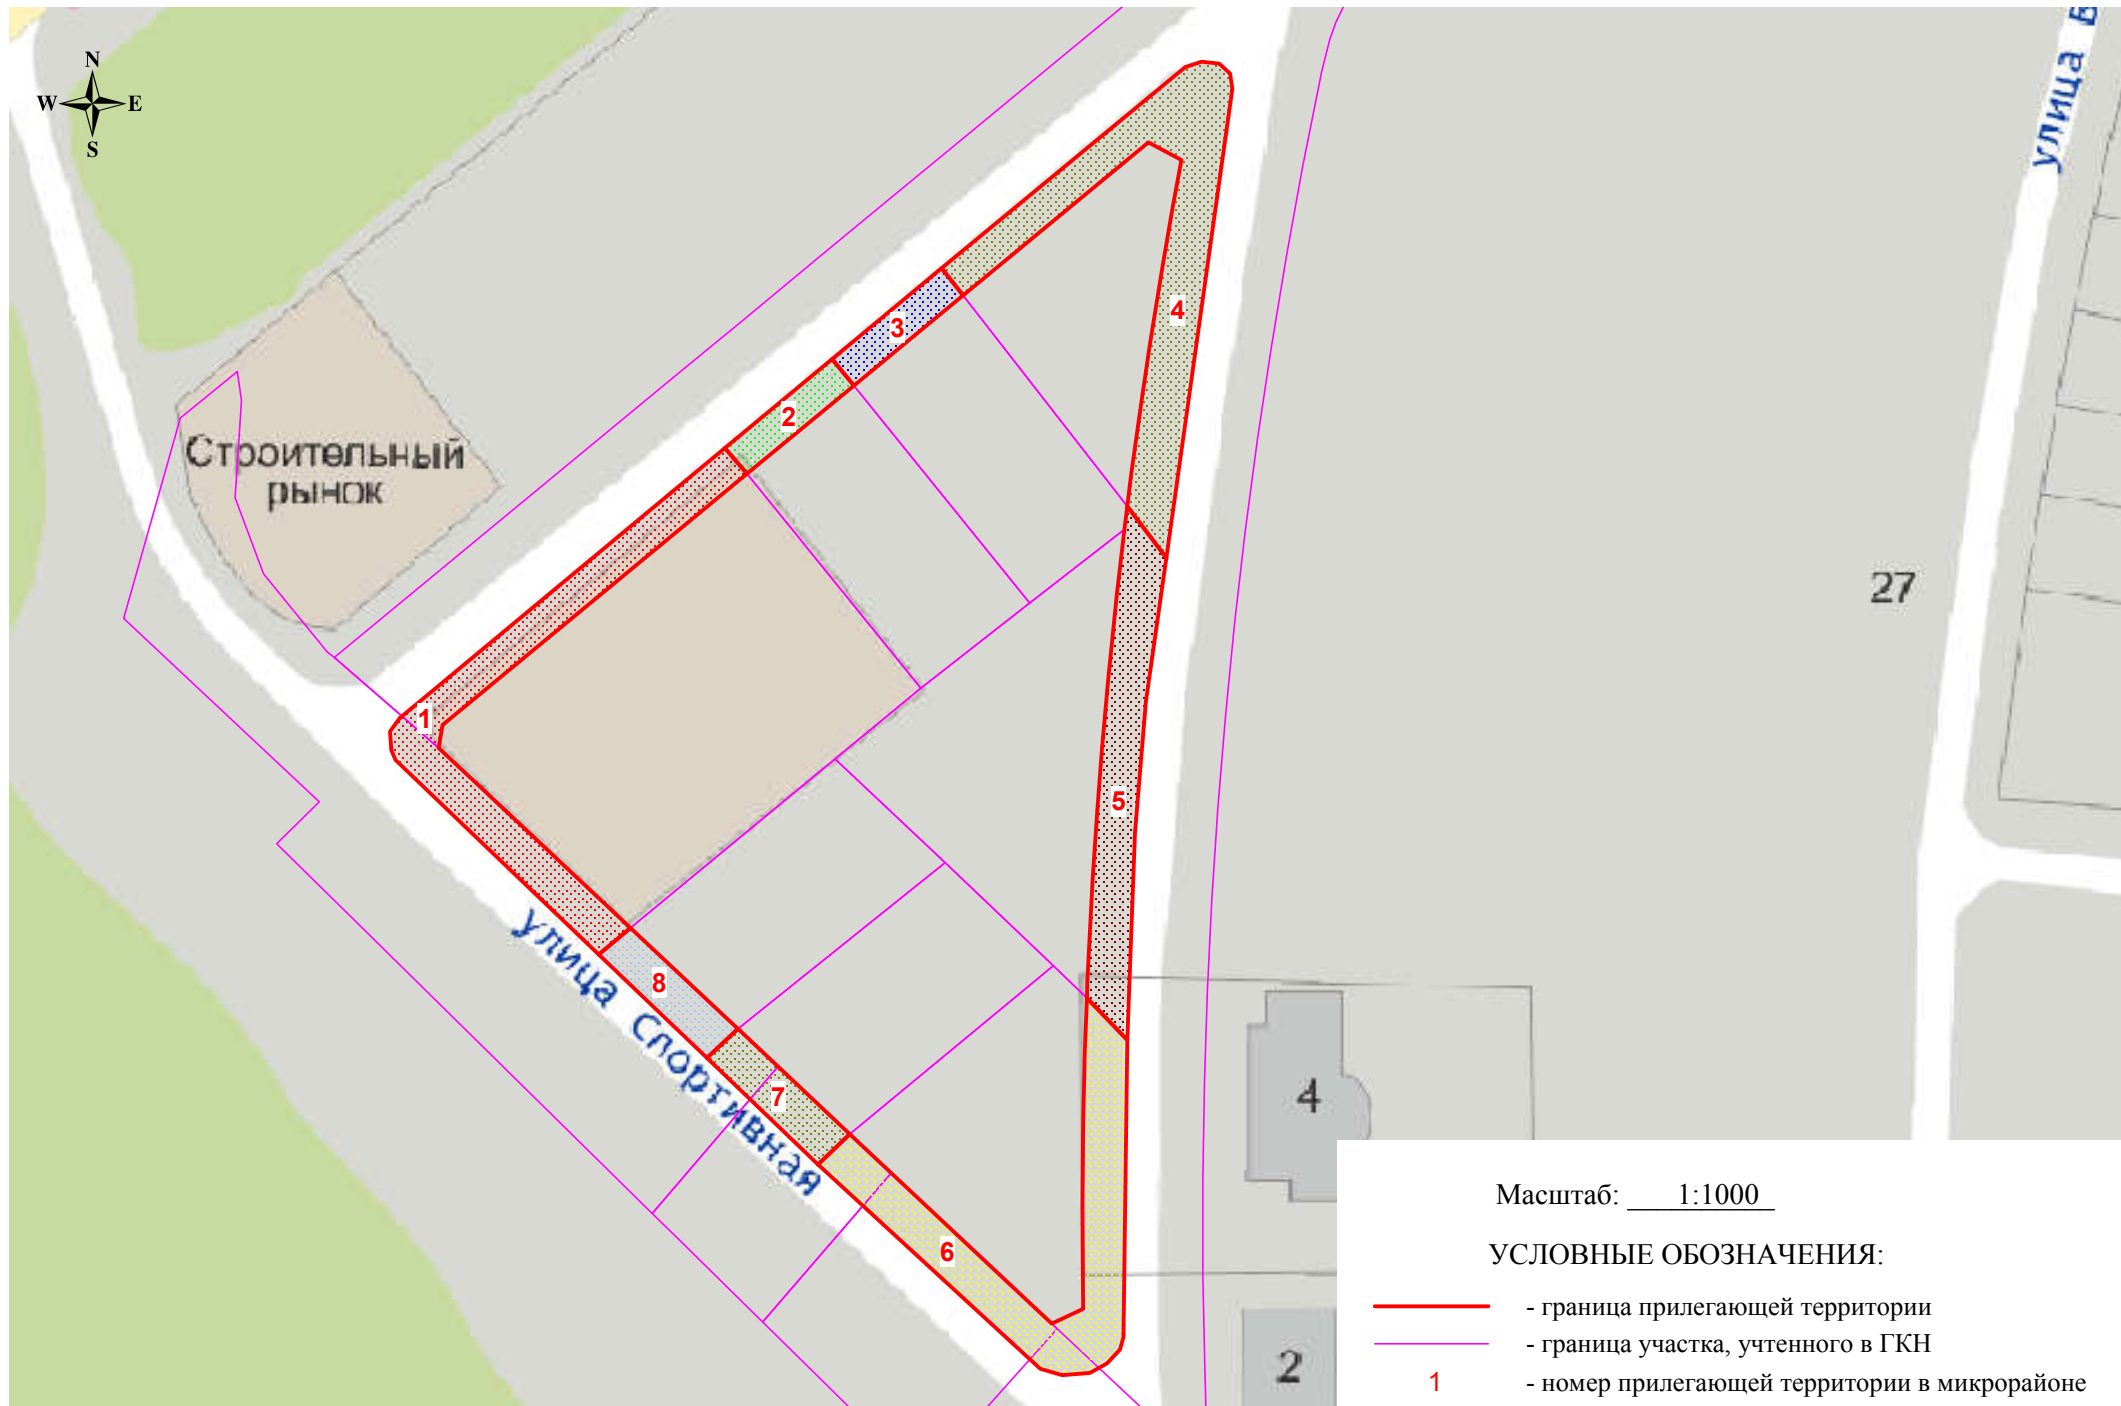 N
W E
S
улица В
Строительный
рынок
1
2
3
4
5
6
7
8
27
улица Спортивная
4
2
Масштаб: 1:1000
УСЛОВНЫЕ ОБОЗНАЧЕНИЯ:
- граница прилегающей территории
- граница участка, учтенного в ГКН
1 - номер прилегающей территории в микрорайоне